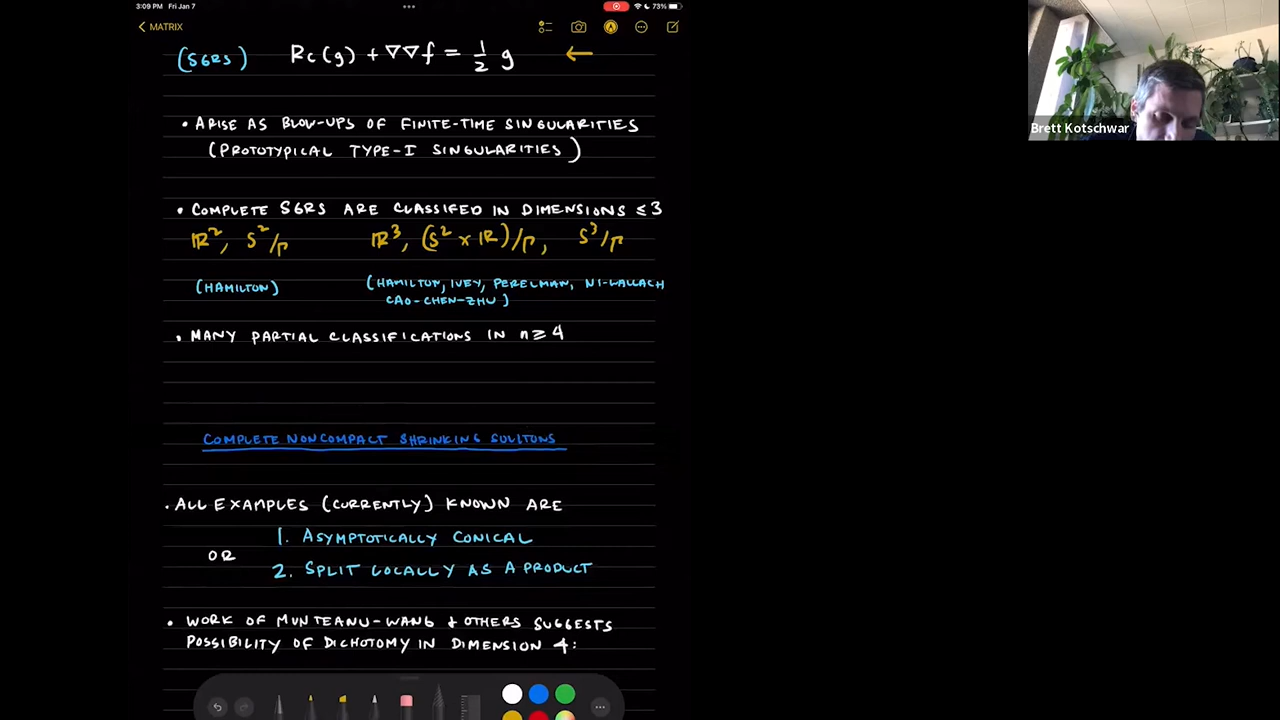 3:09 PM Fri Jan 7
73%
MATRIX
(SGRS) Rc(g) + ∇∇f = 1/2 g ←
• ARISE AS BLOW-UPS OF FINITE-TIME SINGULARITIES
(PROTOTYPICAL TYPE-I SINGULARITIES)
• COMPLETE SGRS ARE CLASSIFED IN DIMENSIONS ≤ 3
ℝ², S²/Γ ℝ³, (S² × ℝ)/Γ, S³/Γ
(HAMILTON) (HAMILTON, IVEY, PERELMAN, NI-WALLACH
CAO-CHEN-ZHU)
• MANY PARTIAL CLASSIFICATIONS IN n ≥ 4
COMPLETE NONCOMPACT SHRINKING SOLITONS
• ALL EXAMPLES (CURRENTLY) KNOWN ARE
1. ASYMPTOTICALLY CONICAL
OR
2. SPLIT LOCALLY AS A PRODUCT
• WORK OF MUNTEANU-WANG + OTHERS SUGGESTS
POSSIBILITY OF DICHOTOMY IN DIMENSION 4:
Brett Kotschwar